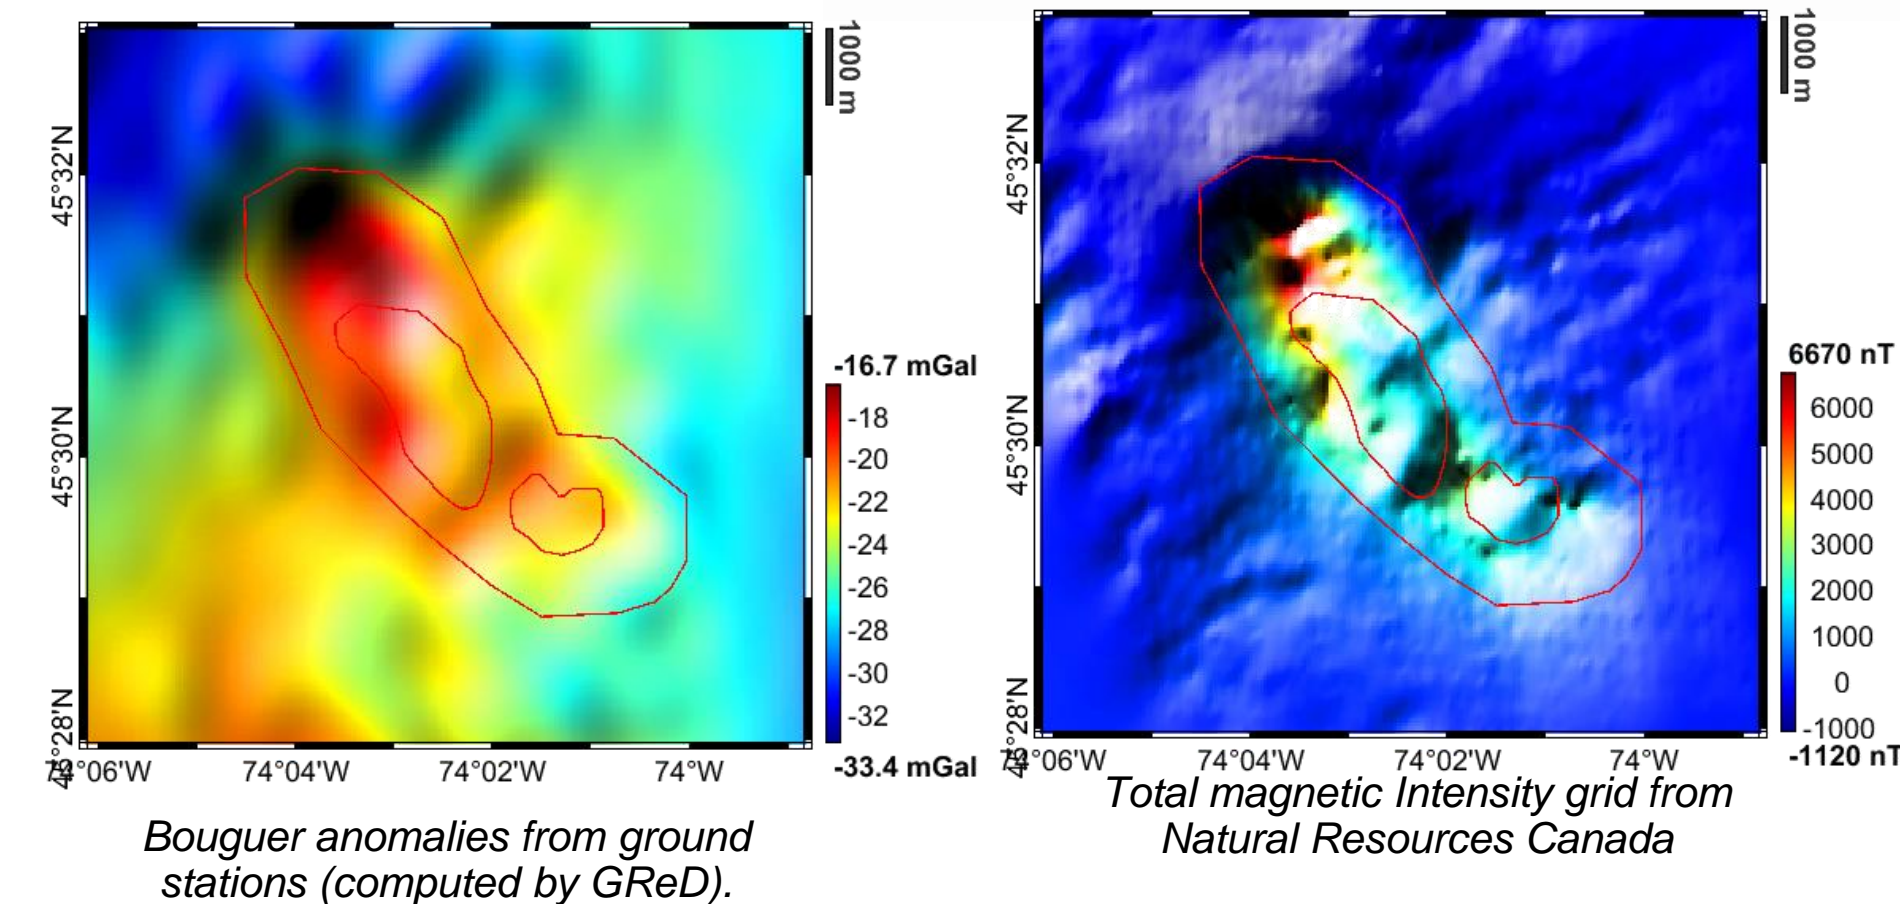 1000 m
45°32'N
45°30'N
45°28'N
74°06'W
74°04'W
74°02'W
74°W
-16.7 mGal
-18
-20
-22
-24
-26
-28
-30
-32
-33.4 mGal
Bouguer anomalies from ground
stations (computed by GReD).
1000 m
45°32'N
45°30'N
45°28'N
74°06'W
74°04'W
74°02'W
74°W
6670 nT
6000
5000
4000
3000
2000
1000
0
-1000
-1120 nT
Total magnetic Intensity grid from
Natural Resources Canada